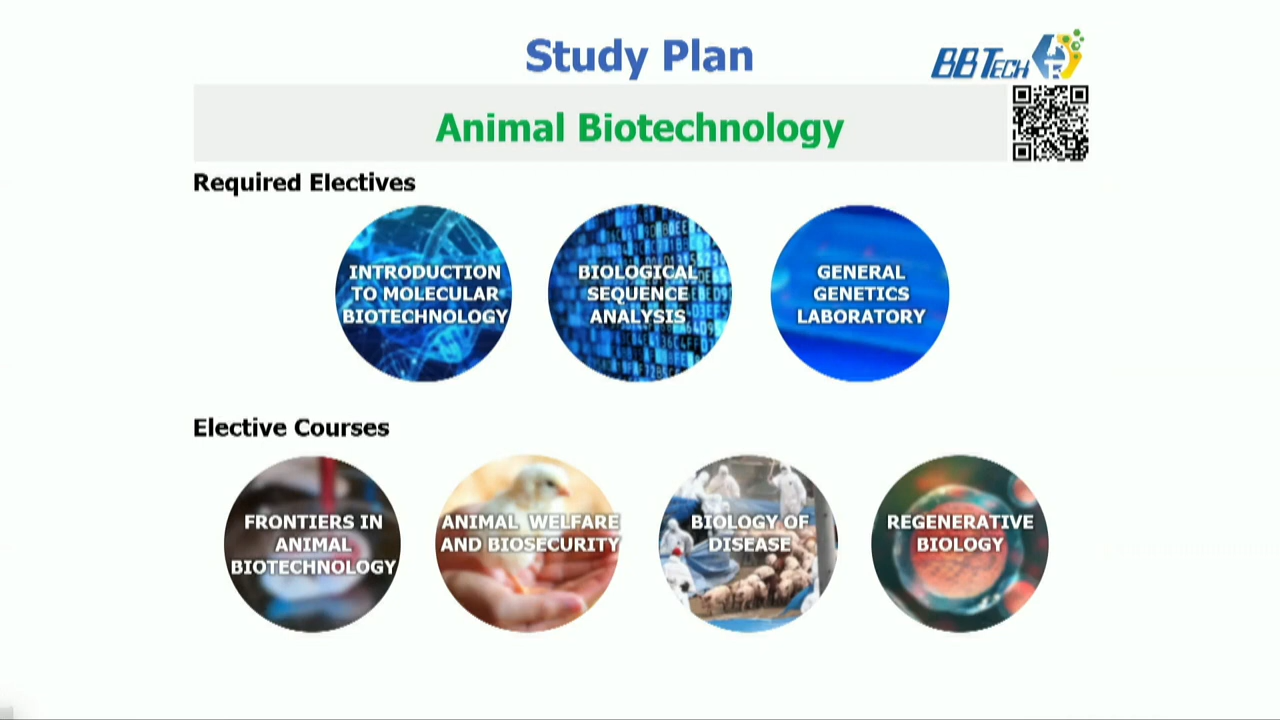 Study Plan
BBTECH
Animal Biotechnology
Required Electives
INTRODUCTION
TO MOLECULAR
BIOTECHNOLOGY
BIOLOGICAL
SEQUENCE
ANALYSIS
GENERAL
GENETICS
LABORATORY
Elective Courses
FRONTIERS IN
ANIMAL
BIOTECHNOLOGY
ANIMAL WELFARE
AND BIOSECURITY
BIOLOGY OF
DISEASE
REGENERATIVE
BIOLOGY